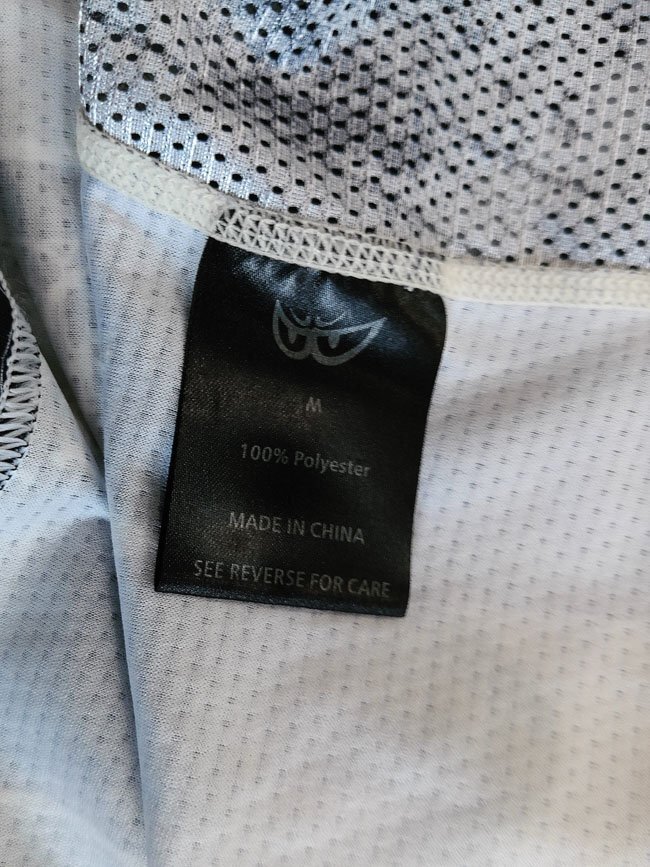 M
100% Polyester
MADE IN CHINA
SEE REVERSE FOR CARE